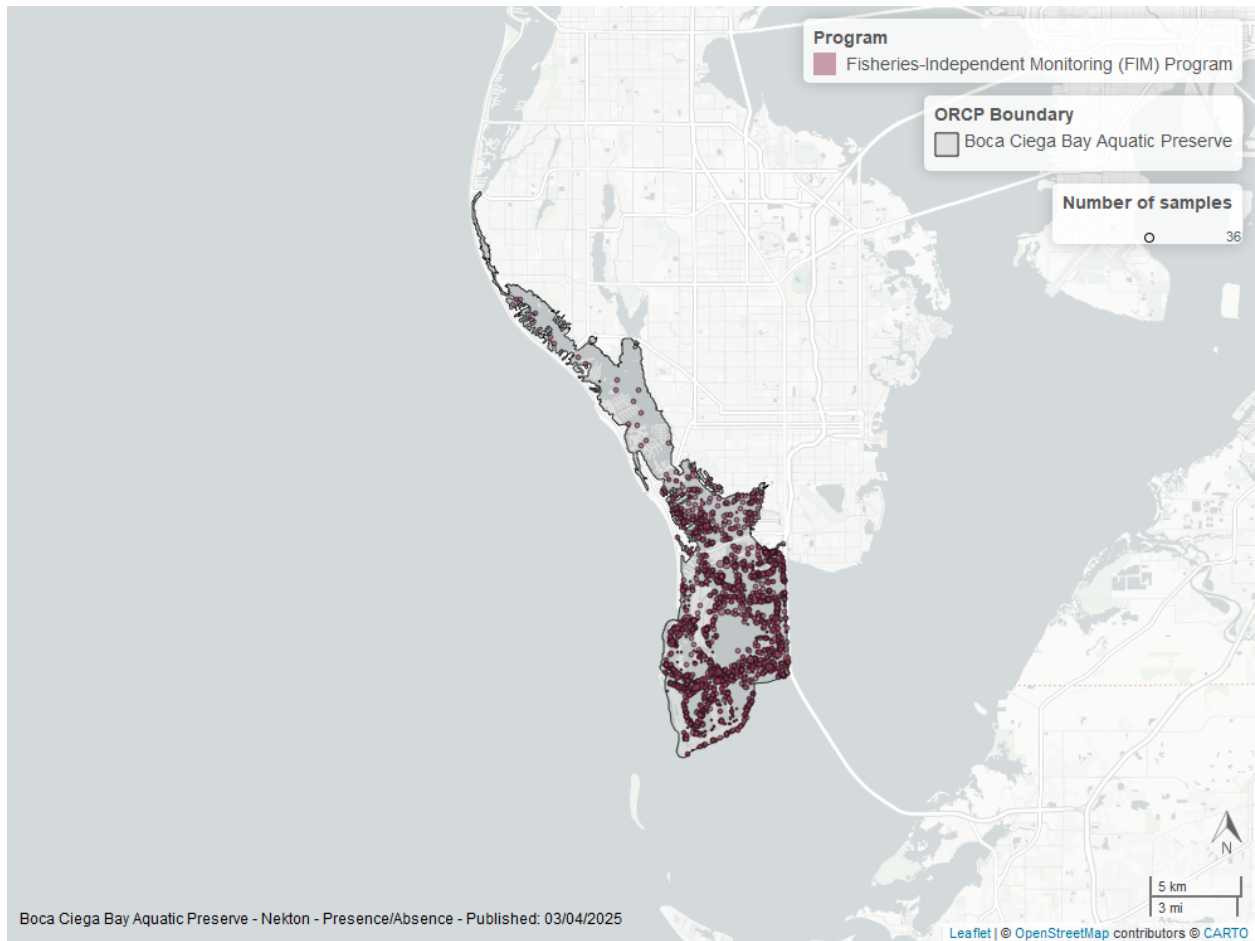 Program
Fisheries-Independent Monitoring (FIM) Program
ORCP Boundary
Boca Ciega Bay Aquatic Preserve
Number of samples
36
N
5 km
3 mi
Boca Ciega Bay Aquatic Preserve - Nekton - Presence/Absence - Published: 03/04/2025
Leaflet | © OpenStreetMap contributors © CARTO